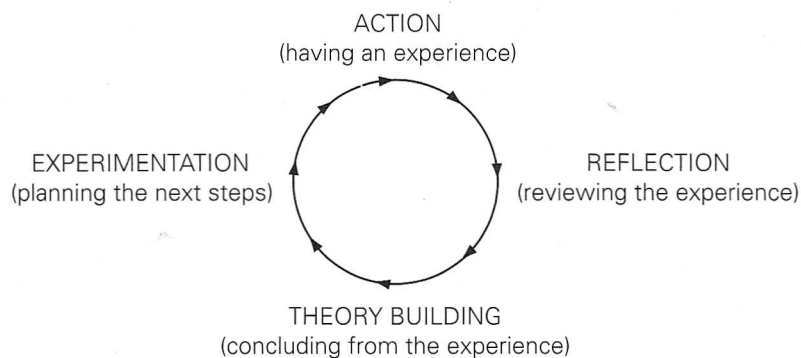 ACTION
(having an experience)
EXPERIMENTATION
(planning the next steps)
REFLECTION
(reviewing the experience)
THEORY BUILDING
(concluding from the experience)